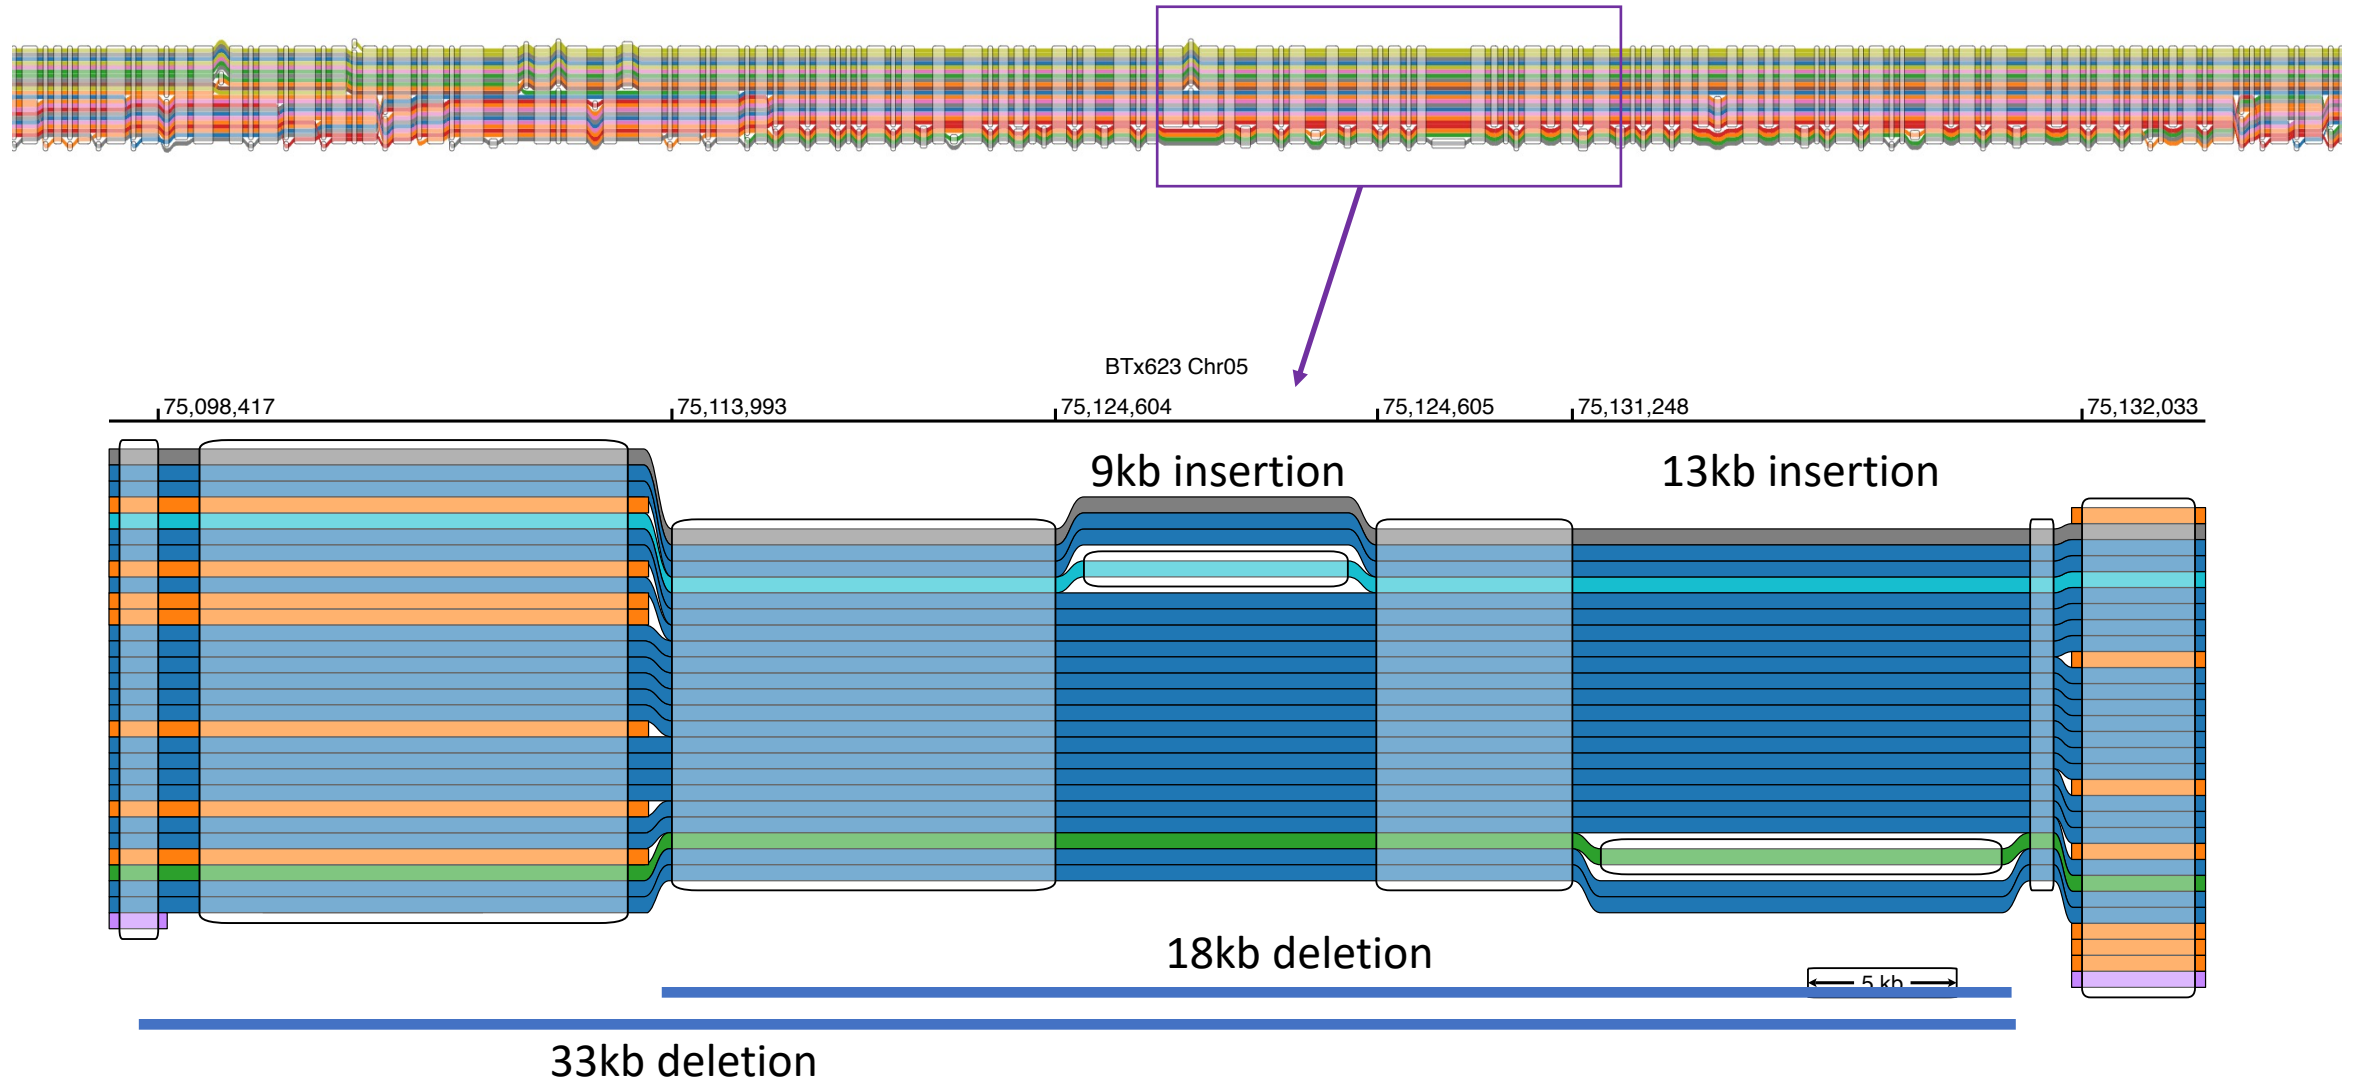 BTx623 Chr05
75,098,417 75,113,993 75,124,604 75,124,605 75,131,248 75,132,033
9kb insertion 13kb insertion
18kb deletion
5 kb
33kb deletion